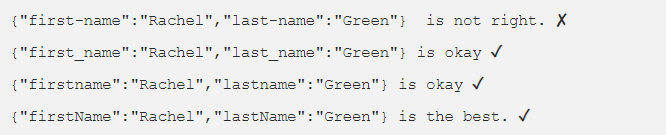 {"first-name":"Rachel","last-name":"Green"}  is not right. ✗
{"first_name":"Rachel","last_name":"Green"} is okay ✓
{"firstname":"Rachel","lastname":"Green"} is okay ✓
{"firstName":"Rachel","lastName":"Green"} is the best. ✓